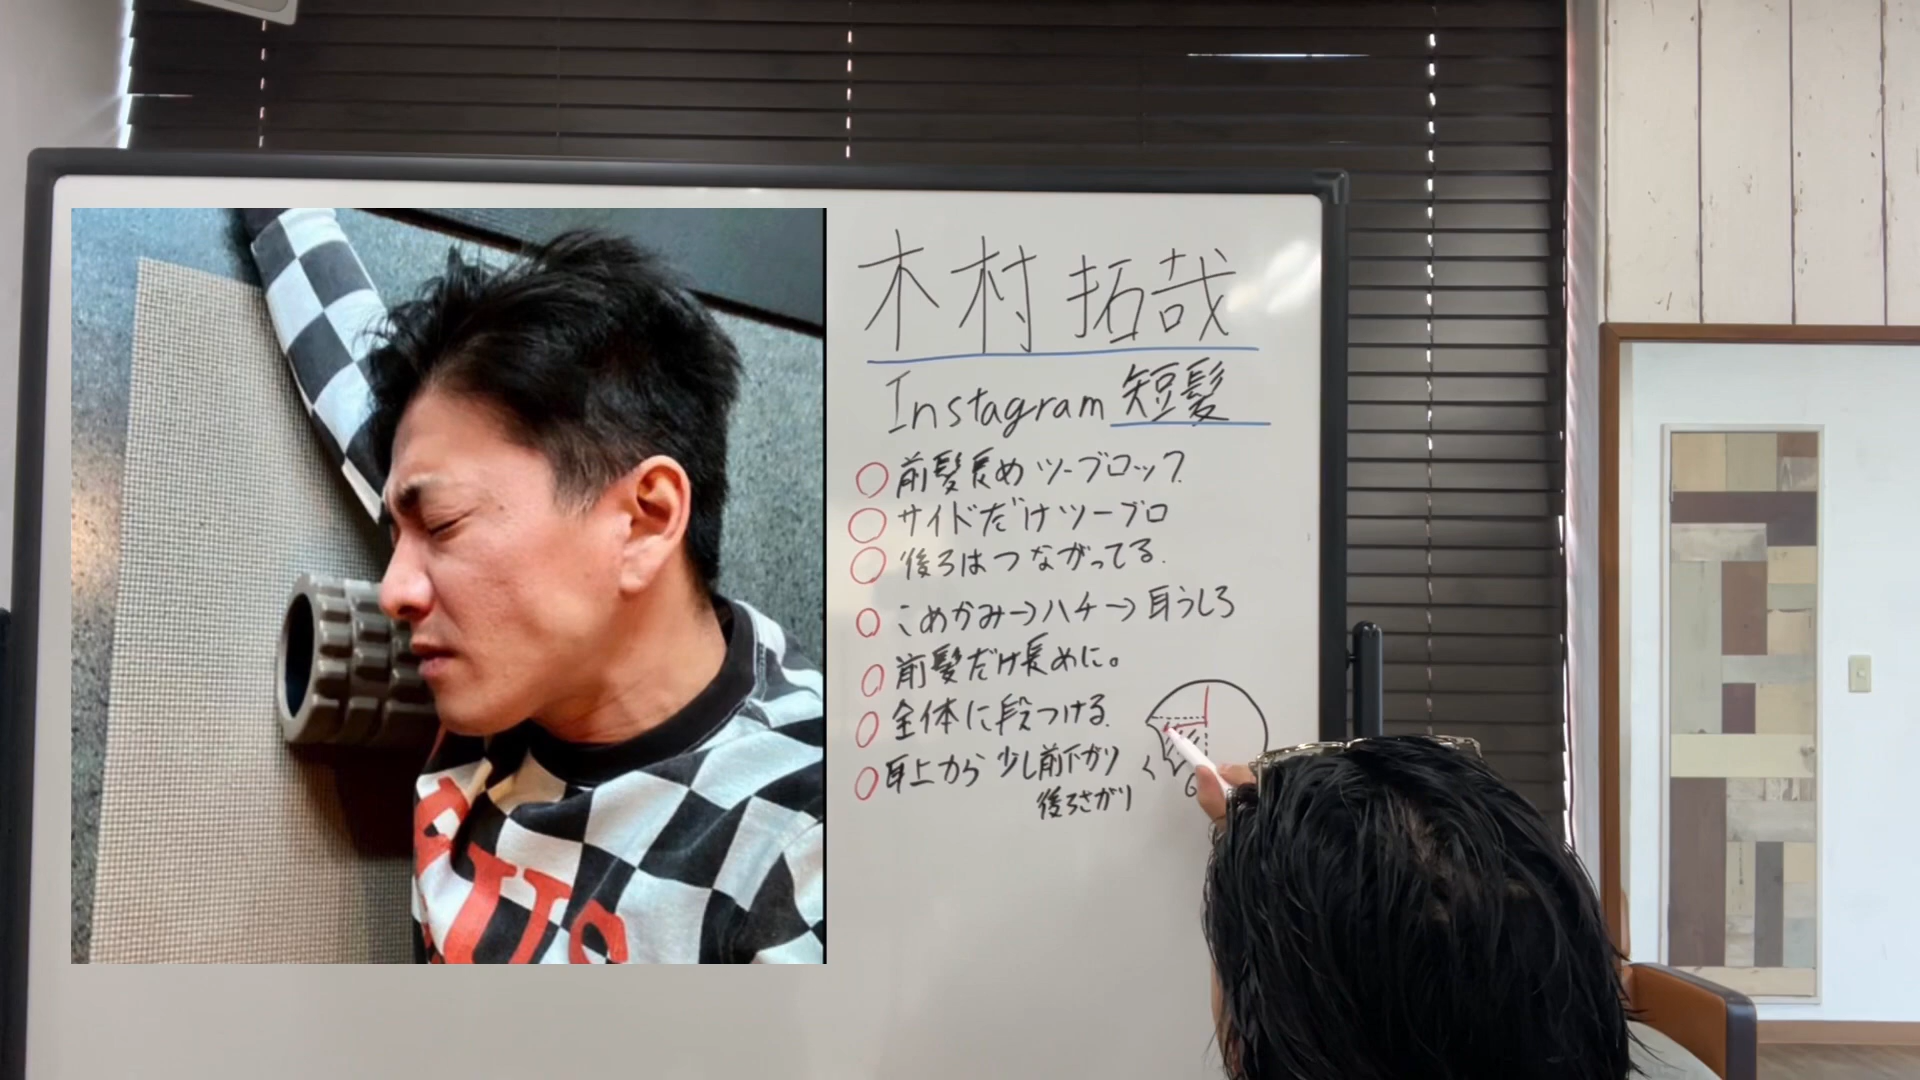 木村拓哉
Instagram 短髪
○前髪長めツーブロック
○サイドだけツーブロ
○後ろはつながってる.
○こめかみ→ハチ→耳うしろ
○前髪だけ長めに。
○全体に段つける.
○耳上から少し前下がり
後ろさがり